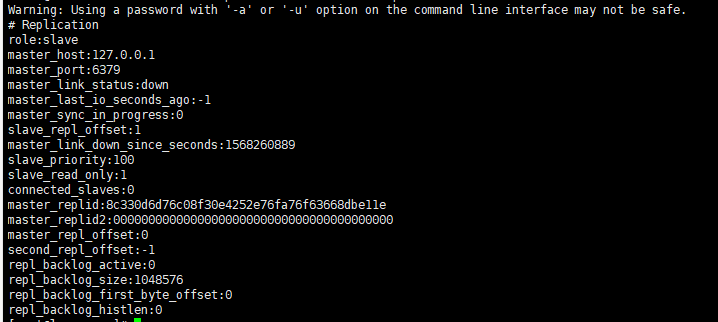 Warning: Using a password with '-a' or '-u' option on the command line interface may not be safe.
# Replication
role:slave
master_host:127.0.0.1
master_port:6379
master_link_status:down
master_last_io_seconds_ago:-1
master_sync_in_progress:0
slave_repl_offset:1
master_link_down_since_seconds:1568260889
slave_priority:100
slave_read_only:1
connected_slaves:0
master_replid:8c330d6d76c08f30e4252e76fa76f63668dbe11e
master_replid2:0000000000000000000000000000000000000000
master_repl_offset:0
second_repl_offset:-1
repl_backlog_active:0
repl_backlog_size:1048576
repl_backlog_first_byte_offset:0
repl_backlog_histlen:0